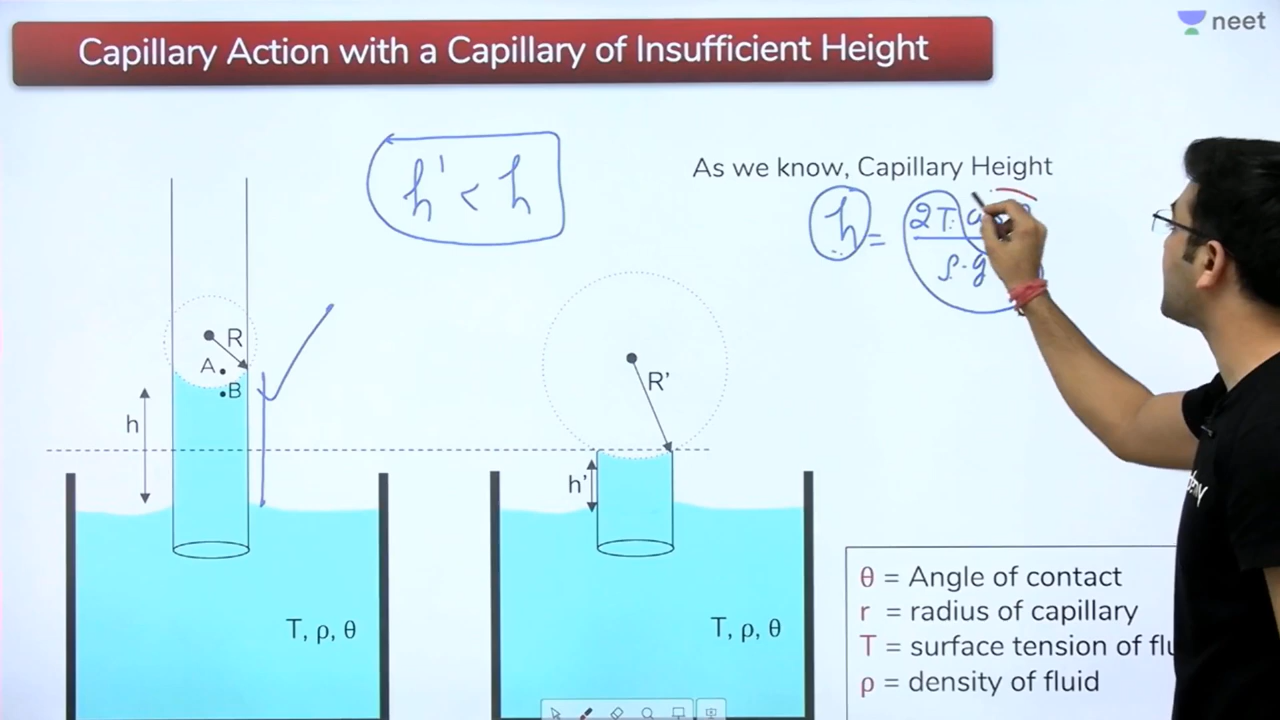 Capillary Action with a Capillary of Insufficient Height
neet
h' < h
As we know, Capillary Height
h = 2T.
ρ.g
R
A
B
h
R'
h'
T, ρ, θ
T, ρ, θ
θ = Angle of contact
r = radius of capillary
T = surface tension of flu
ρ = density of fluid